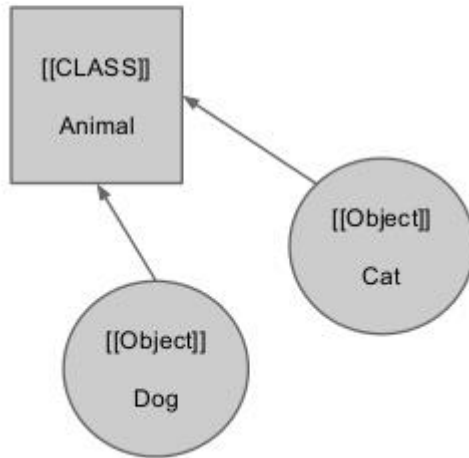 [[CLASS]]
Animal
[[Object]]
Cat
[[Object]]
Dog